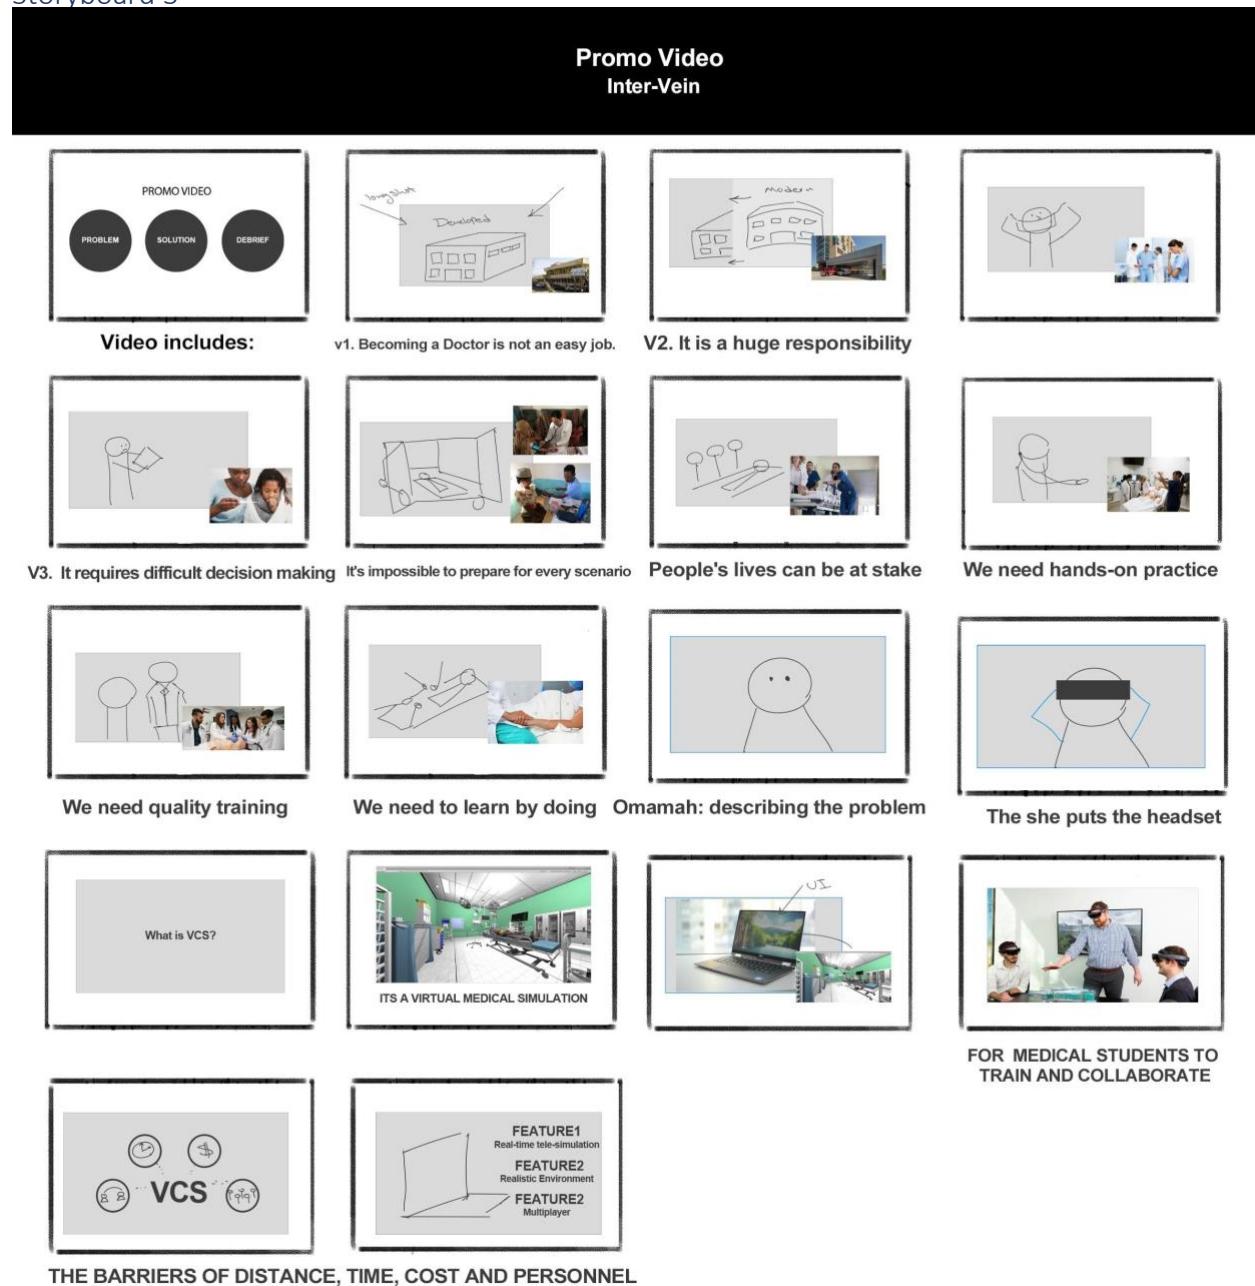 storyboard 3
Promo Video
Inter-Vein
PROMO VIDEO
PROBLEM
SOLUTION
DEBRIEF
long shot
Developed
Modern
Video includes:
v1. Becoming a Doctor is not an easy job.
V2. It is a huge responsibility
V3. It requires difficult decision making
It's impossible to prepare for every scenario
People's lives can be at stake
We need hands-on practice
We need quality training
We need to learn by doing
Omamah: describing the problem
The she puts the headset
What is VCS?
ITS A VIRTUAL MEDICAL SIMULATION
UI
FOR MEDICAL STUDENTS TO
TRAIN AND COLLABORATE
VCS
FEATURE1
Real-time tele-simulation
FEATURE2
Realistic Environment
FEATURE2
Multiplayer
THE BARRIERS OF DISTANCE, TIME, COST AND PERSONNEL